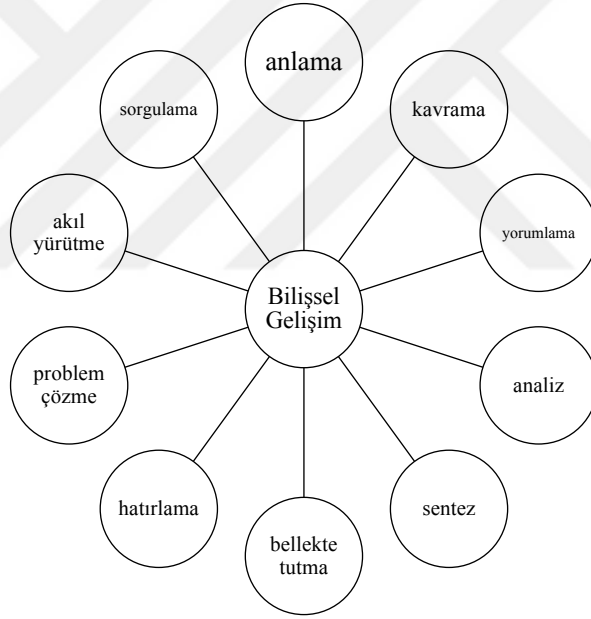 anlama
kavrama
yorumlama
analiz
sentez
bellekte
tutma
hatırlama
problem
çözme
akıl
yürütme
sorgulama
Bilişsel
Gelişim